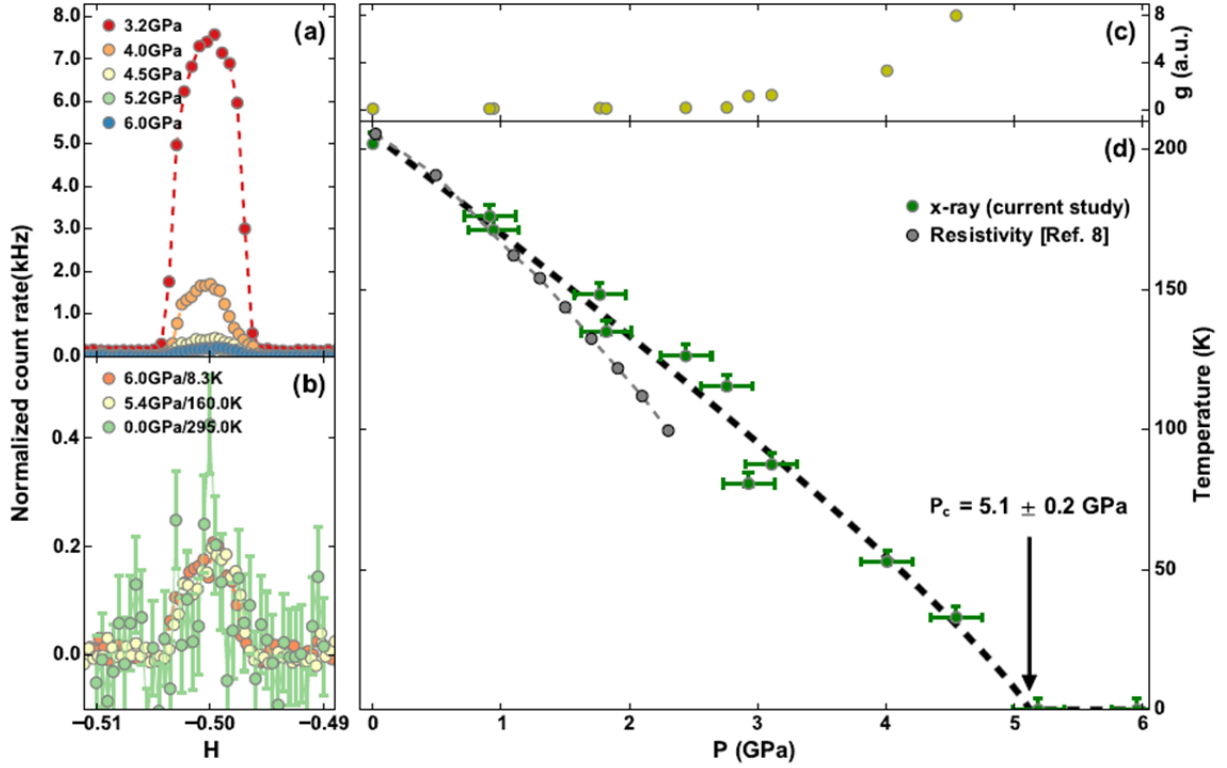 (a)
8.0
7.0
6.0
5.0
4.0
3.0
2.0
1.0
0.0
3.2GPa
4.0GPa
4.5GPa
5.2GPa
6.0GPa
Normalized count rate(kHz)
(b)
6.0GPa/8.3K
5.4GPa/160.0K
0.0GPa/295.0K
0.4
0.2
0.0
−0.51
−0.50
−0.49
H
(c)
8
4
0
g (a.u.)
(d)
x-ray (current study)
Resistivity [Ref. 8]
200
150
100
50
0
Temperature (K)
Pc = 5.1 ± 0.2 GPa
0
1
2
3
4
5
6
P (GPa)